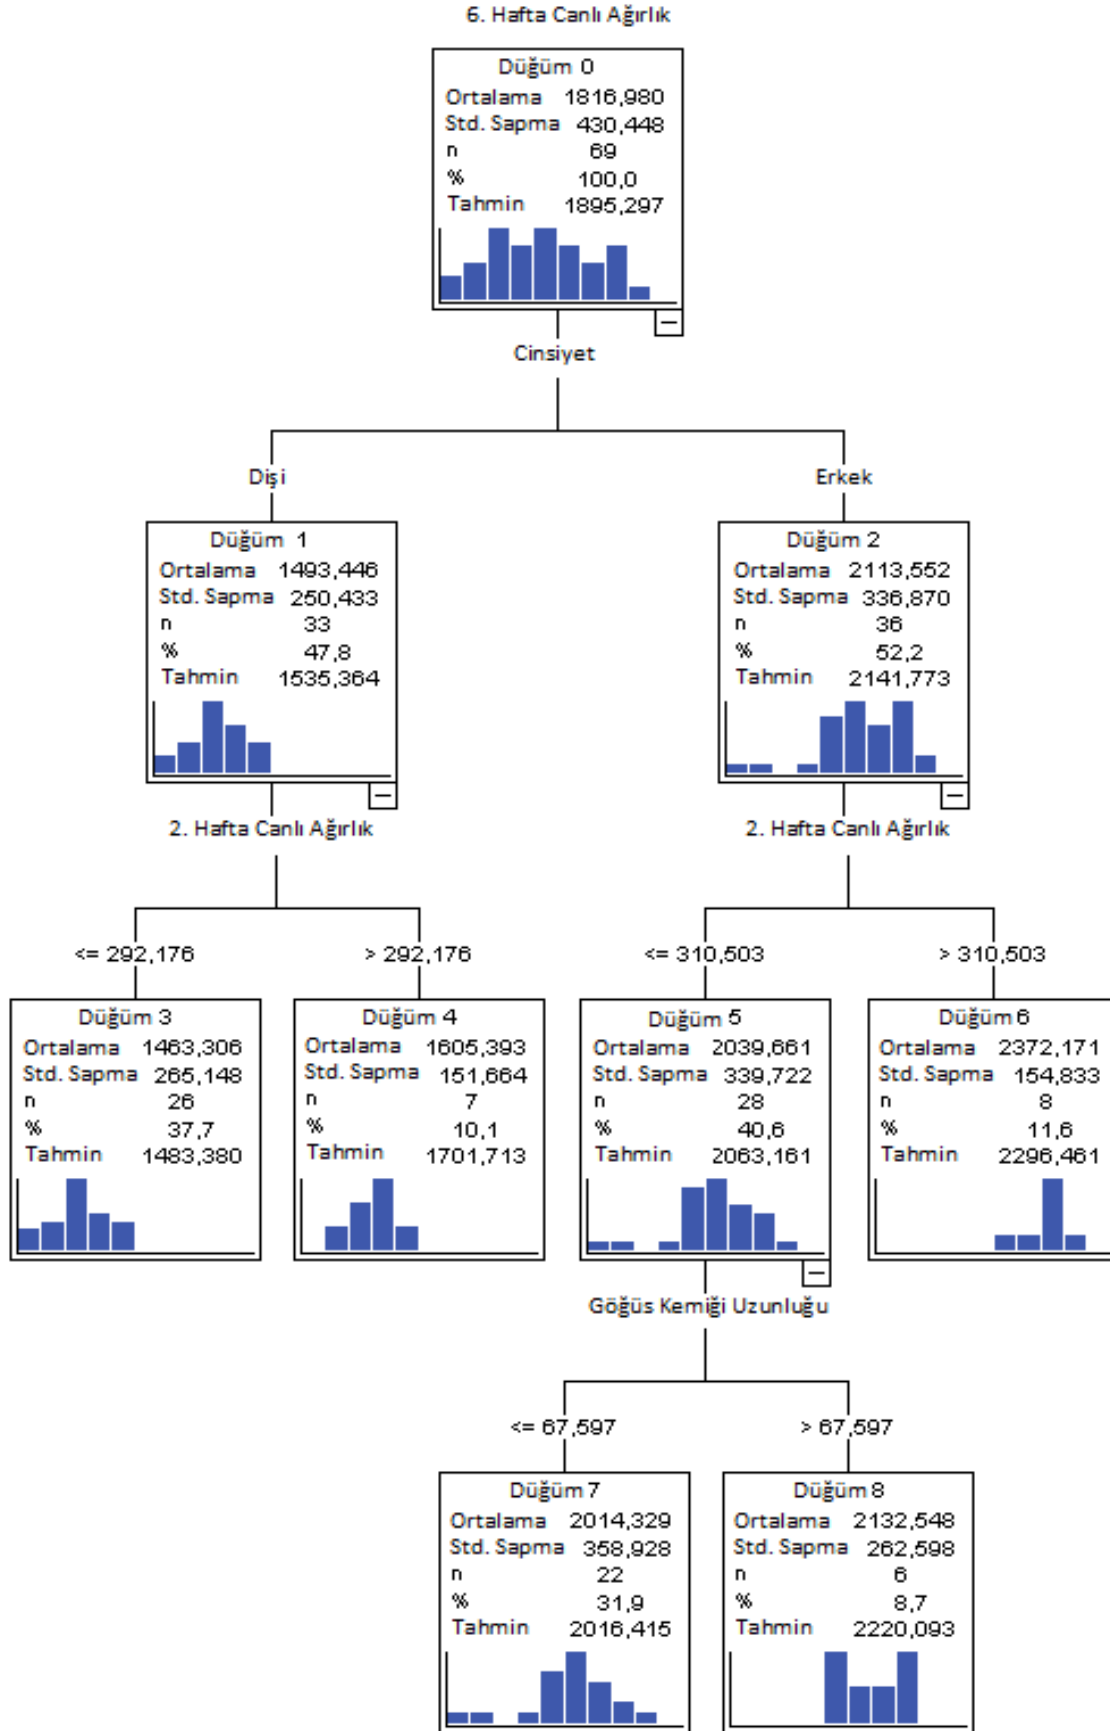 6. Hafta Canlı Ağırlık
Düğüm 0
Ortalama 1816,980
Std. Sapma 430,448
n 69
% 100,0
Tahmin 1895,297
Cinsiyet
Dişi
Erkek
Düğüm 1
Ortalama 1493,446
Std. Sapma 250,433
n 33
% 47,8
Tahmin 1535,364
Düğüm 2
Ortalama 2113,552
Std. Sapma 336,870
n 36
% 52,2
Tahmin 2141,773
2. Hafta Canlı Ağırlık
2. Hafta Canlı Ağırlık
<= 292,176
> 292,176
<= 310,503
> 310,503
Düğüm 3
Ortalama 1463,306
Std. Sapma 265,148
n 26
% 37,7
Tahmin 1483,380
Düğüm 4
Ortalama 1605,393
Std. Sapma 151,664
n 7
% 10,1
Tahmin 1701,713
Düğüm 5
Ortalama 2039,661
Std. Sapma 339,722
n 28
% 40,6
Tahmin 2063,161
Düğüm 6
Ortalama 2372,171
Std. Sapma 154,833
n 8
% 11,6
Tahmin 2296,461
Göğüs Kemiği Uzunluğu
<= 67,597
> 67,597
Düğüm 7
Ortalama 2014,329
Std. Sapma 358,928
n 22
% 31,9
Tahmin 2016,415
Düğüm 8
Ortalama 2132,548
Std. Sapma 262,598
n 6
% 8,7
Tahmin 2220,093